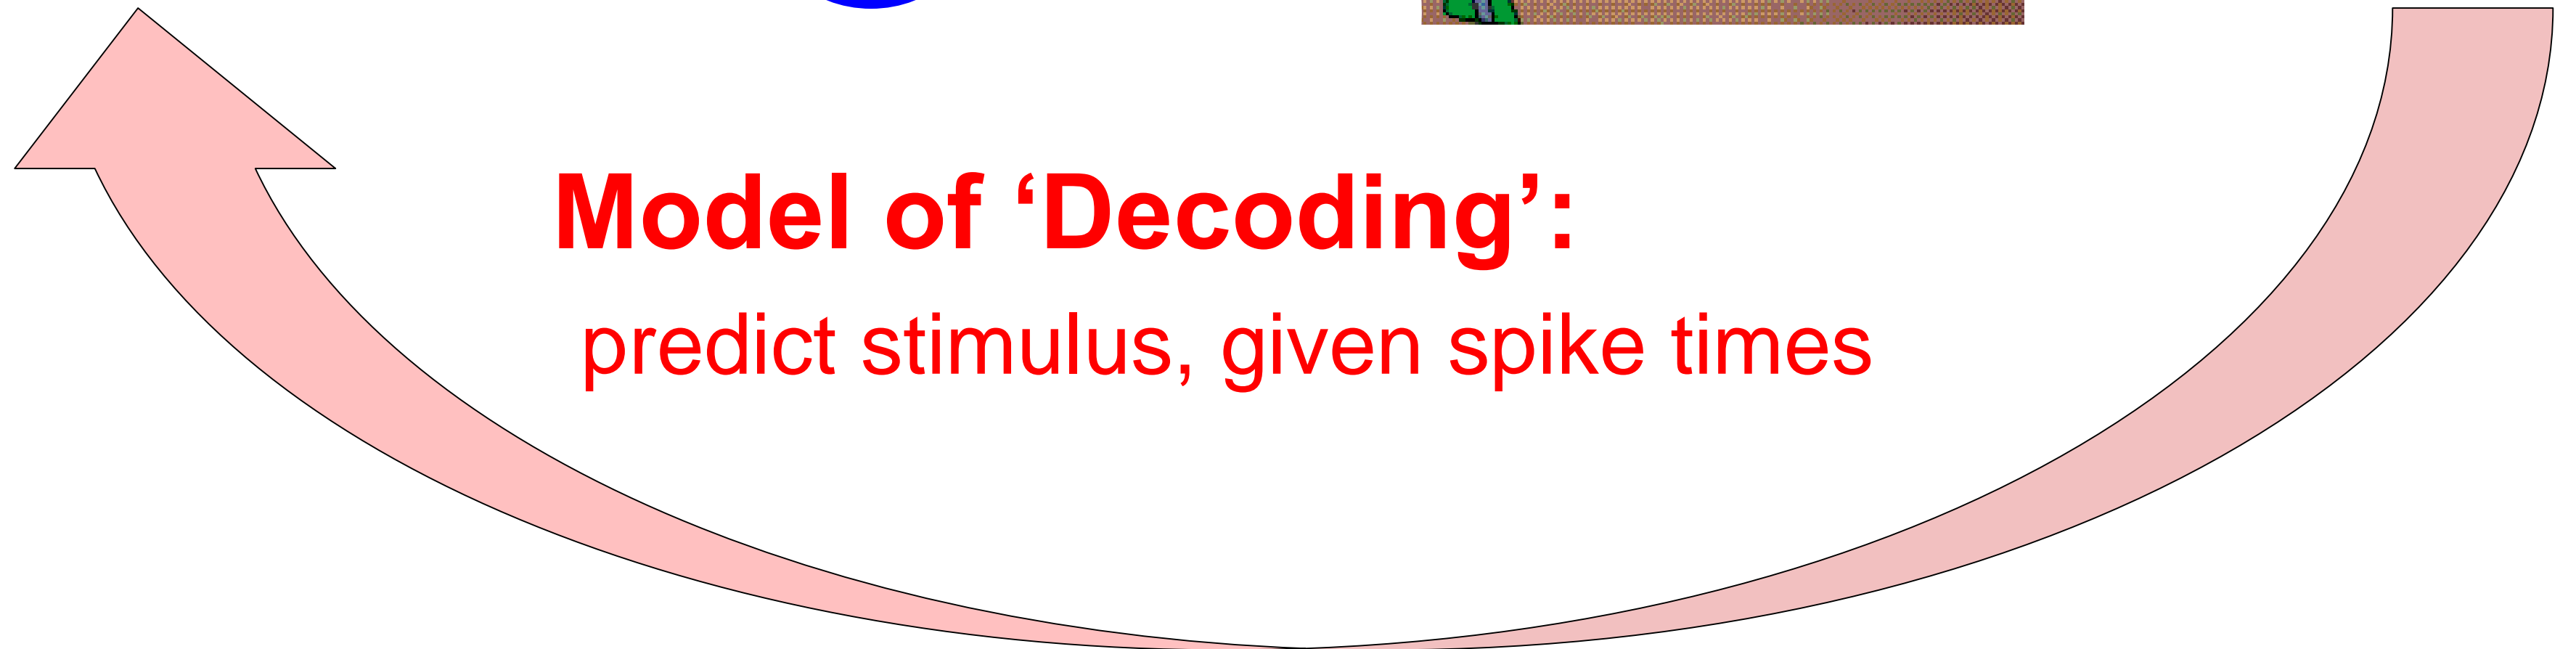 Model of ‘Decoding’:
predict stimulus, given spike times